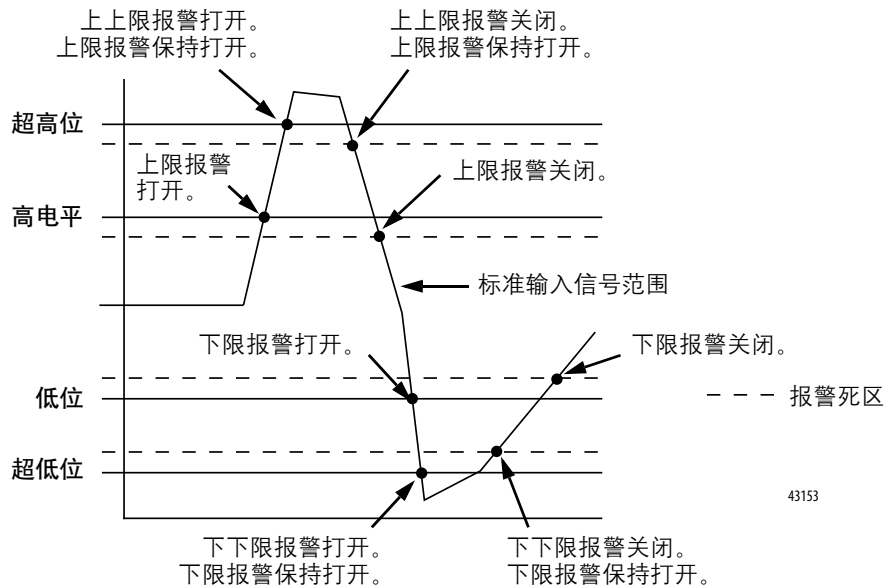 上上限报警打开。
上限报警保持打开。
上上限报警关闭。
上限报警保持打开。
超高位
上限报警
打开。
上限报警关闭。
高电平
标准输入信号范围
下限报警打开。
下限报警关闭。
低位
报警死区
超低位
43153
下下限报警打开。
下限报警保持打开。
下下限报警关闭。
下限报警保持打开。